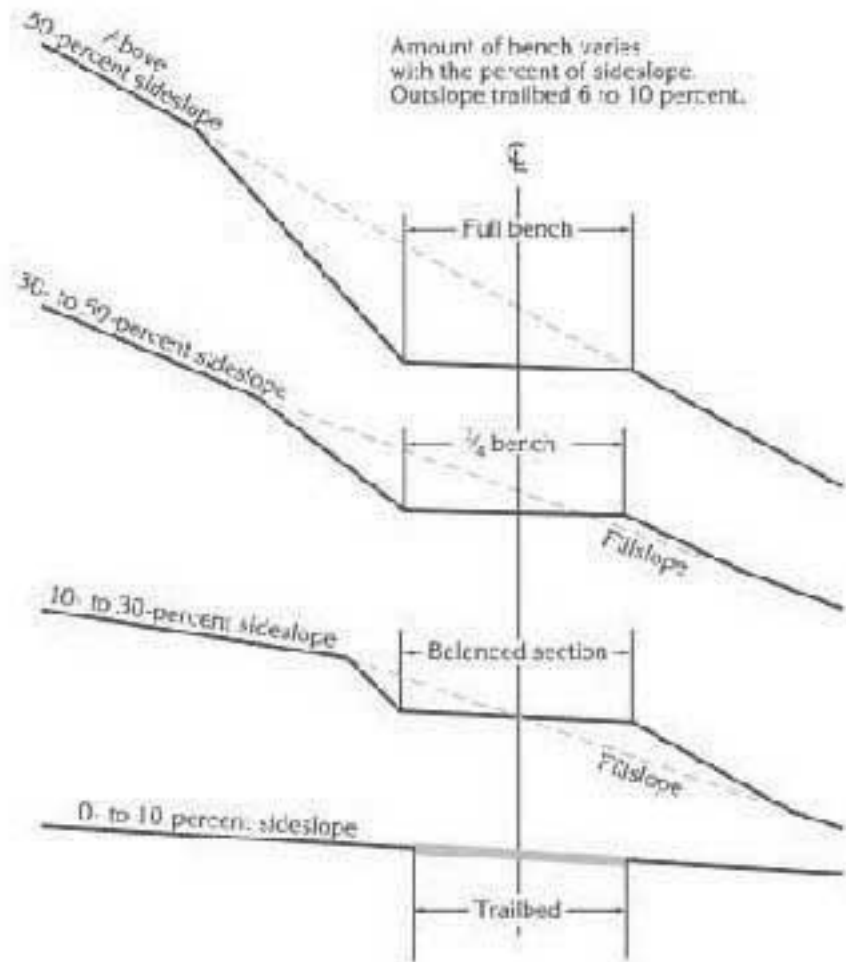 Above
50-percent sideslope
Amount of bench varies
with the percent of sideslope.
Outslope trailbed 6 to 10 percent.
℄
Full bench
30- to 50-percent sideslope
bench
Fillslope
10- to 30-percent sideslope
Balanced section
Fillslope
0- to 10 percent sideslope
Trailbed